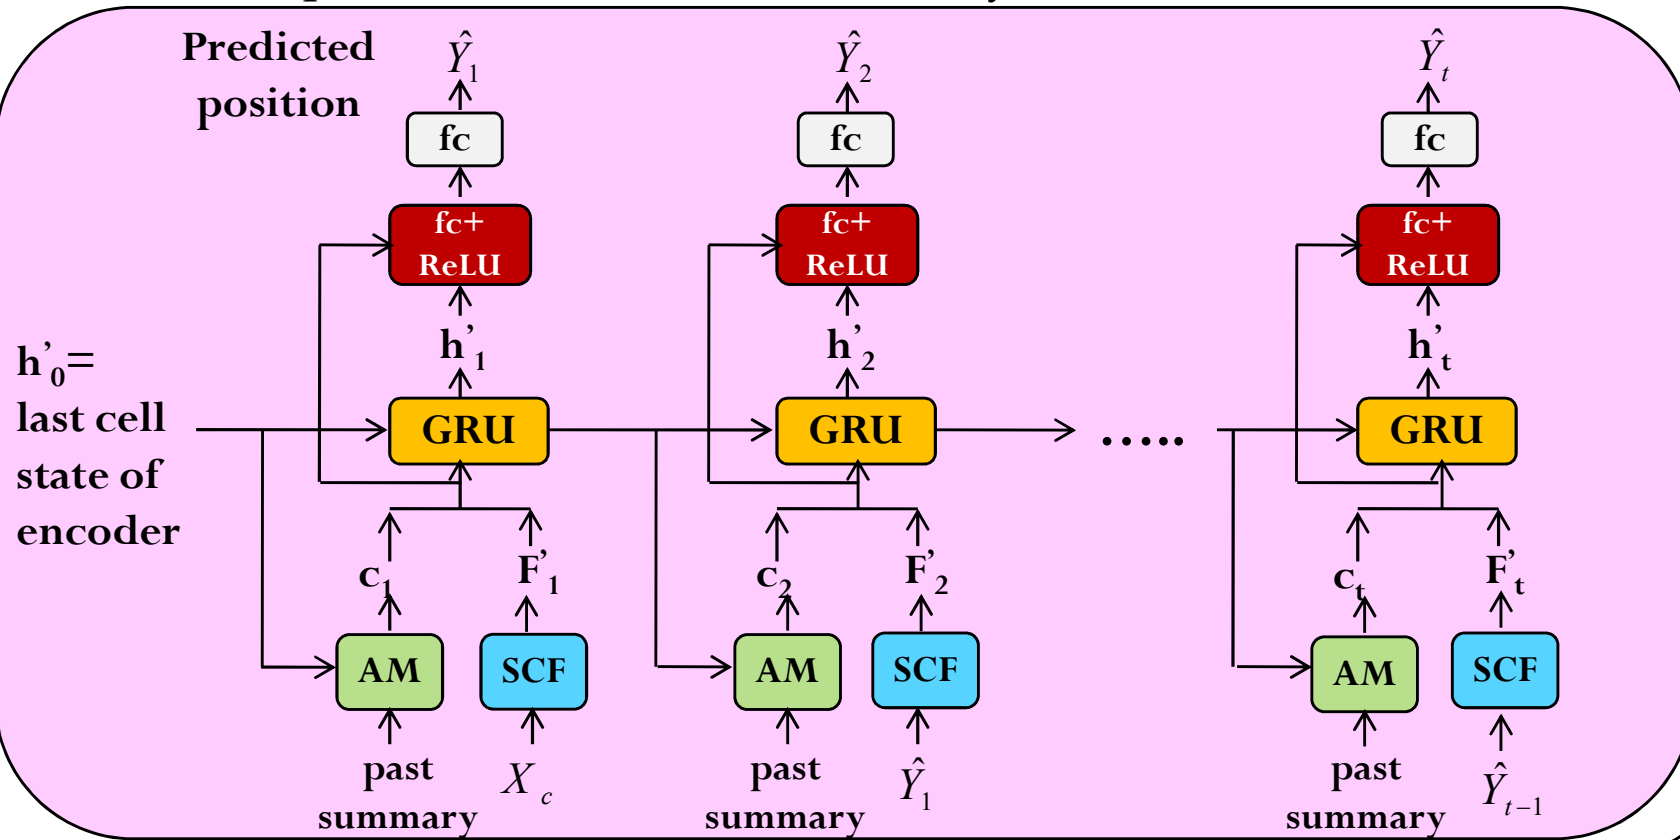 Predicted
position
Ŷ₁
Ŷ₂
Ŷₜ
fc
fc
fc
fc+
ReLU
fc+
ReLU
fc+
ReLU
h'₁
h'₂
h'ₜ
h'₀=
last cell
state of
encoder
GRU
GRU
.....
GRU
c₁
F'₁
c₂
F'₂
cₜ
F'ₜ
AM
SCF
AM
SCF
AM
SCF
past
summary
X_c
past
summary
Ŷ₁
past
summary
Ŷₜ₋₁